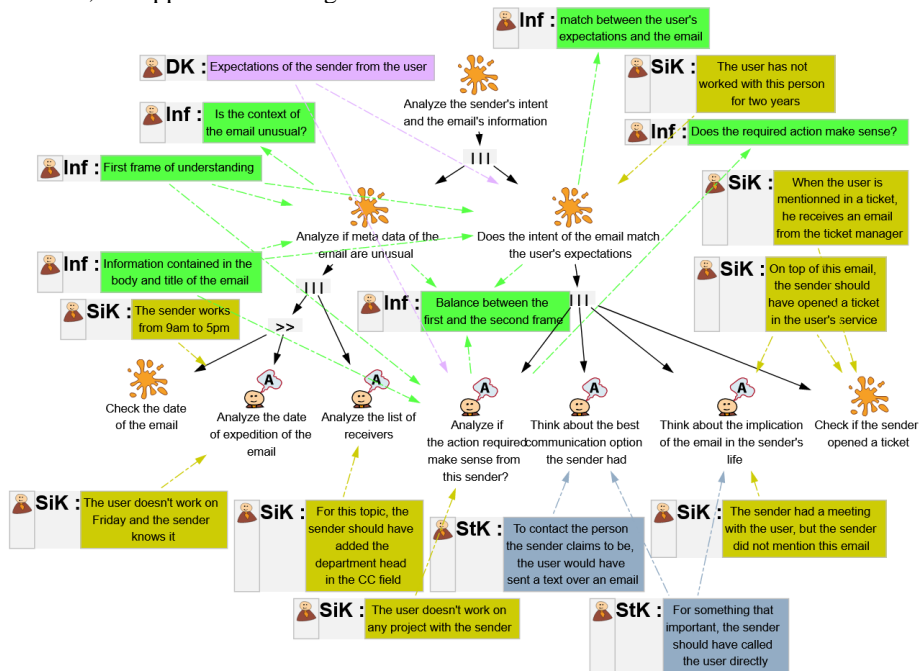 Inf :
match between the user's
expectations and the email
DK :
Expectations of the sender from the user
SiK :
The user has not
worked with this person
for two years
Analyze the sender's intent
and the email's information
Inf :
Is the context of
the email unusual?
Inf :
Does the required action make sense?
|||
Inf :
First frame of understanding
SiK :
When the user is
mentionned in a ticket,
he receives an email
from the ticket manager
Analyze if meta data of the
email are unusual
Does the intent of the email match
the user's expectations
Inf :
Information contained in the
body and title of the email
SiK :
On top of this email,
the sender should
have opened a ticket
in the user's service
|||
Inf :
Balance between the
first and the second frame
|||
SiK :
The sender works
from 9am to 5pm
>>
Check the date
of the email
A
Analyze the date
of expedition of the
email
A
Analyze the list of
receivers
A
Analyze if
the action required
make sense from
this sender?
A
Think about the best
communication option
the sender had
A
Think about the implication
of the email in the sender's
life
Check if the sender
opened a ticket
SiK :
The user doesn't work on
Friday and the sender
knows it
SiK :
For this topic, the
sender should have
added the
department head
in the CC field
StK :
To contact the person
the sender claims to be,
the user would have
sent a text over an email
SiK :
The sender had a meeting
with the user, but the sender
did not mention this email
SiK :
The user doesn't work on
any project with the sender
StK :
For something that
important, the sender
should have called
the user directly